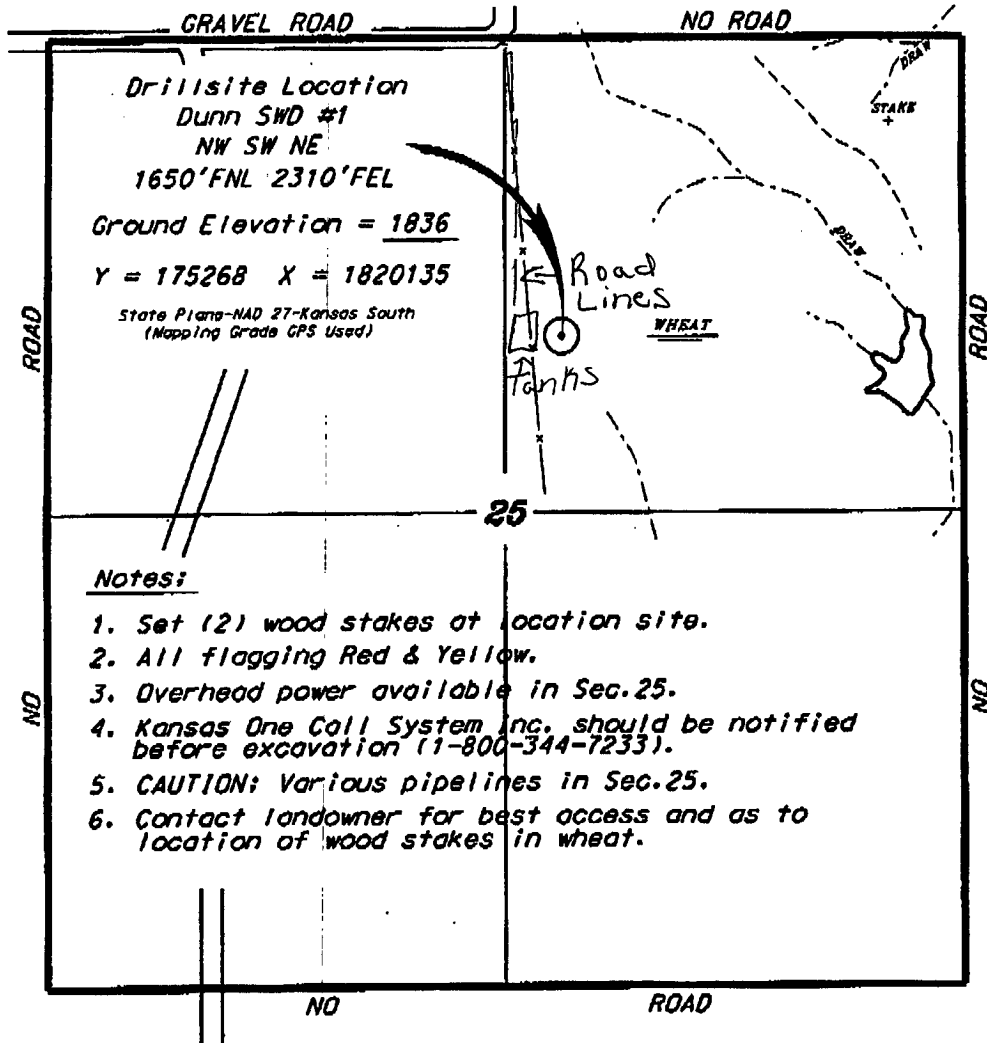 GRAVEL ROAD
NO ROAD
Drillsite Location
Dunn SWD #1
NW SW NE
1650'FNL 2310'FEL
Ground Elevation = 1836
Y = 175268 X = 1820135
State Plane-NAD 27-Kansas South
(Mapping Grade GPS Used)
DRAW
STAKE
DRAW
Road
Lines
WHEAT
Tanks
ROAD
ROAD
25
Notes:
1. Set (2) wood stakes at location site.
2. All flagging Red & Yellow.
3. Overhead power available in Sec.25.
4. Kansas One Call System Inc. should be notified
before excavation (1-800-344-7233).
5. CAUTION: Various pipelines in Sec.25.
6. Contact landowner for best access and as to
location of wood stakes in wheat.
NO
NO
NO
ROAD